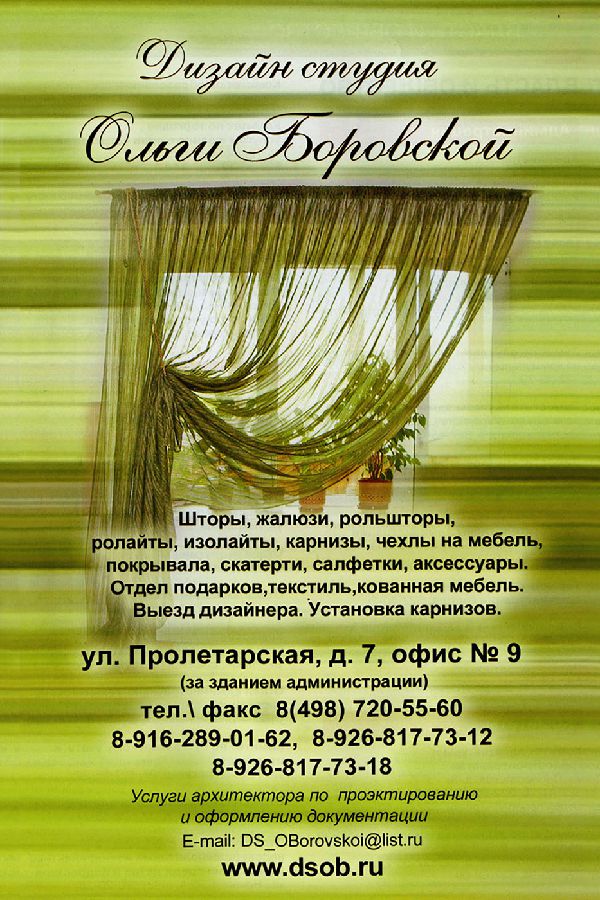 Дизайн студия
Ольги Боровской
Шторы, жалюзи, рольшторы,
ролайты, изолайты, карнизы, чехлы на мебель,
покрывала, скатерти, салфетки, аксессуары.
Отдел подарков,текстиль,кованная мебель.
Выезд дизайнера. Установка карнизов.
ул. Пролетарская, д. 7, офис № 9
(за зданием администрации)
тел.\ факс 8(498) 720-55-60
8-916-289-01-62, 8-926-817-73-12
8-926-817-73-18
Услуги архитектора по проэктированию
и оформлению документации
E-mail: DS_OBorovskoi@list.ru
www.dsob.ru